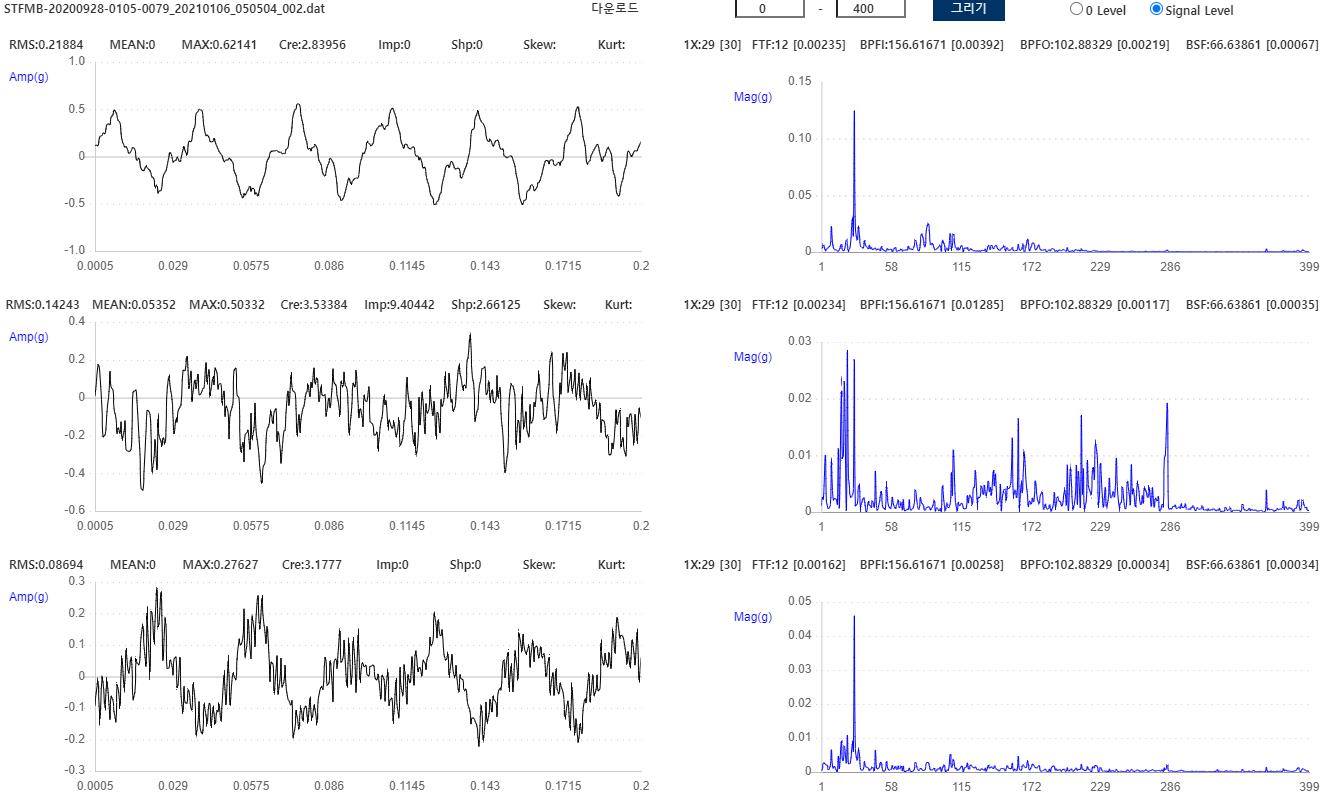 STFMB-20200928-0105-0079_20210106_050504_002.dat 다운로드 0 - 400 그리기 0 Level Signal Level
RMS:0.21884 MEAN:0 MAX:0.62141 Cre:2.83956 Imp:0 Shp:0 Skew: Kurt:
Amp(g)
1.0
0.5
0
-0.5
-1.0
0.0005 0.029 0.0575 0.086 0.1145 0.143 0.1715 0.2
1X:29 [30] FTF:12 [0.00235] BPFI:156.61671 [0.00392] BPFO:102.88329 [0.00219] BSF:66.63861 [0.00067]
Mag(g)
0.15
0.10
0.05
0
1 58 115 172 229 286 399
RMS:0.14243 MEAN:0.05352 MAX:0.50332 Cre:3.53384 Imp:9.40442 Shp:2.66125 Skew: Kurt:
Amp(g)
0.4
0.2
0
-0.2
-0.4
-0.6
0.0005 0.029 0.0575 0.086 0.1145 0.143 0.1715 0.2
1X:29 [30] FTF:12 [0.00234] BPFI:156.61671 [0.01285] BPFO:102.88329 [0.00117] BSF:66.63861 [0.00035]
Mag(g)
0.03
0.02
0.01
0
1 58 115 172 229 286 399
RMS:0.08694 MEAN:0 MAX:0.27627 Cre:3.1777 Imp:0 Shp:0 Skew: Kurt:
Amp(g)
0.3
0.2
0.1
0
-0.1
-0.2
-0.3
0.0005 0.029 0.0575 0.086 0.1145 0.143 0.1715 0.2
1X:29 [30] FTF:12 [0.00162] BPFI:156.61671 [0.00258] BPFO:102.88329 [0.00034] BSF:66.63861 [0.00034]
Mag(g)
0.05
0.04
0.03
0.02
0.01
0
1 58 115 172 229 286 399